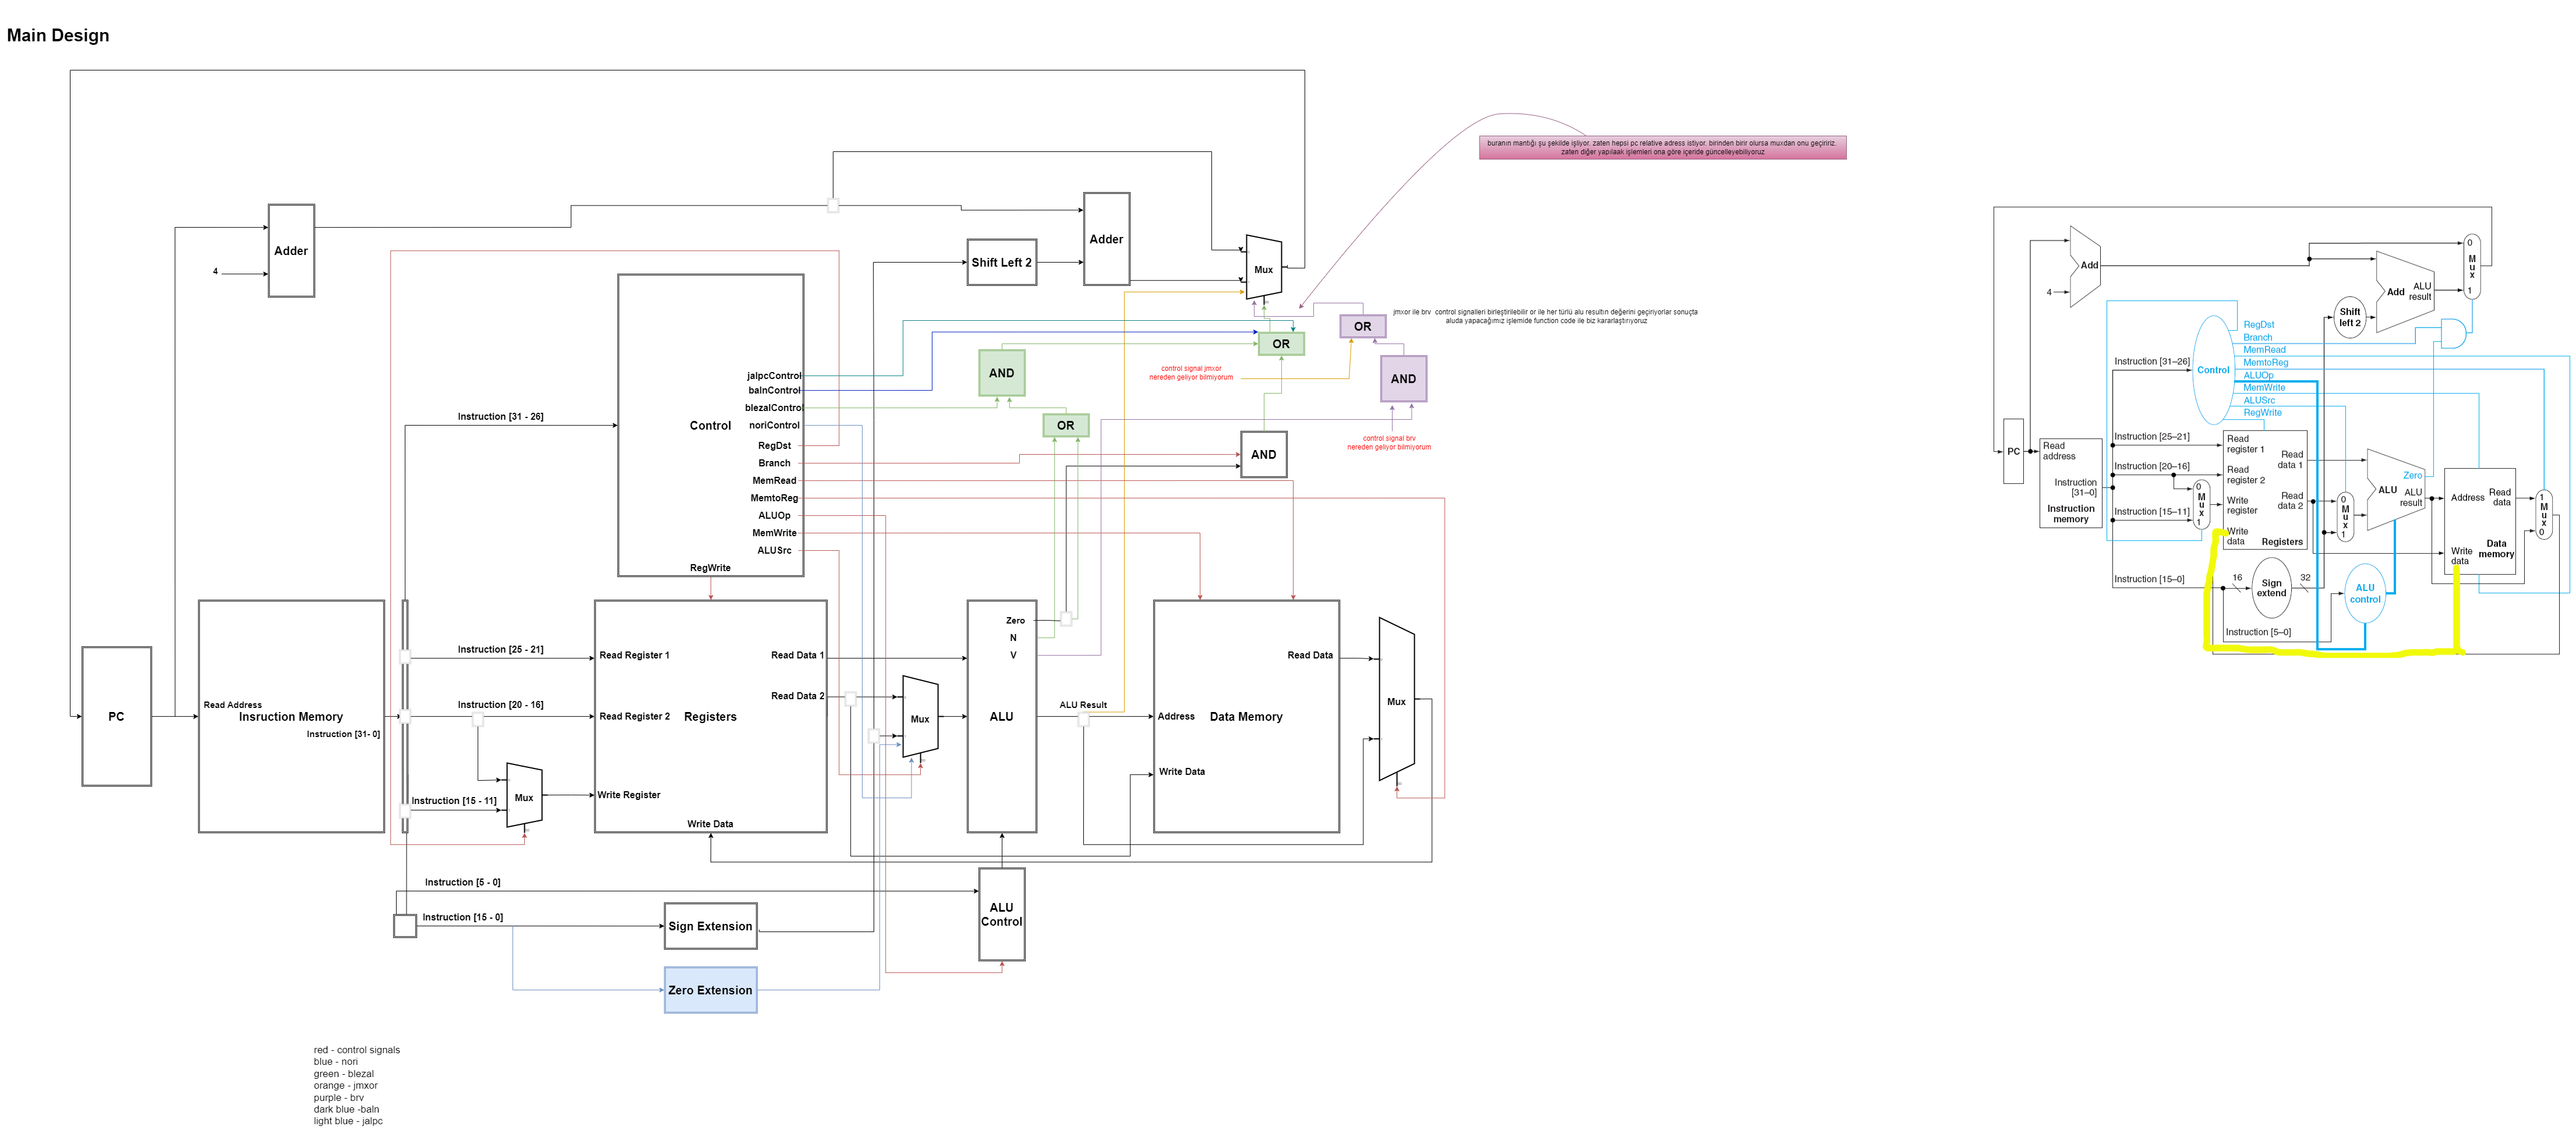 Main Design
buranın mantığı şu şekilde işliyor. zaten hepsi pc relative adress istiyor. birinden birir olursa muxdan onu geçiririz.
zaten diğer yapılaak işlemleri ona göre içeride güncelleyebiliyoruz
Adder
4
Shift Left 2
Adder
Mux
OR
jmxor ile brv control signalleri birleştirilebilir or ile her türlü alu resultın değerini geçiriyorlar sonuçta
aluda yapacağımız işlemide function code ile biz kararlaştırıyoruz
OR
AND
control signal jmxor
nereden geliyor bilmiyorum
AND
OR
control signal brv
nereden geliyor bilmiyorum
AND
Instruction [31 - 26]
Control
jalpcControl
balnControl
blezalControl
noriControl
RegDst
Branch
MemRead
MemtoReg
ALUOp
MemWrite
ALUSrc
RegWrite
PC
Read Address
Insruction Memory
Instruction [31- 0]
Instruction [25 - 21]
Instruction [20 - 16]
Instruction [15 - 11]
Mux
Read Register 1
Read Register 2
Registers
Write Register
Write Data
Read Data 1
Read Data 2
Mux
Zero
N
V
ALU
ALU Result
Address
Data Memory
Read Data
Write Data
Mux
Instruction [5 - 0]
Instruction [15 - 0]
Sign Extension
Zero Extension
ALU
Control
red - control signals
blue - nori
green - blezal
orange - jmxor
purple - brv
dark blue -baln
light blue - jalpc
Add
4
Add
ALU
result
0
M
u
x
1
Shift
left 2
RegDst
Branch
MemRead
MemtoReg
ALUOp
MemWrite
ALUSrc
RegWrite
Control
Instruction [31–26]
Instruction [25–21]
Instruction [20–16]
Instruction [15–11]
Instruction [15–0]
Instruction [5–0]
PC
Read
address
Instruction
[31–0]
Instruction
memory
0
M
u
x
1
Read
register 1
Read
register 2
Write
register
Write
data
Registers
Read
data 1
Read
data 2
0
M
u
x
1
Zero
ALU
ALU
result
Address
Read
data
Write
data
Data
memory
1
M
u
x
0
16
Sign
extend
32
ALU
control